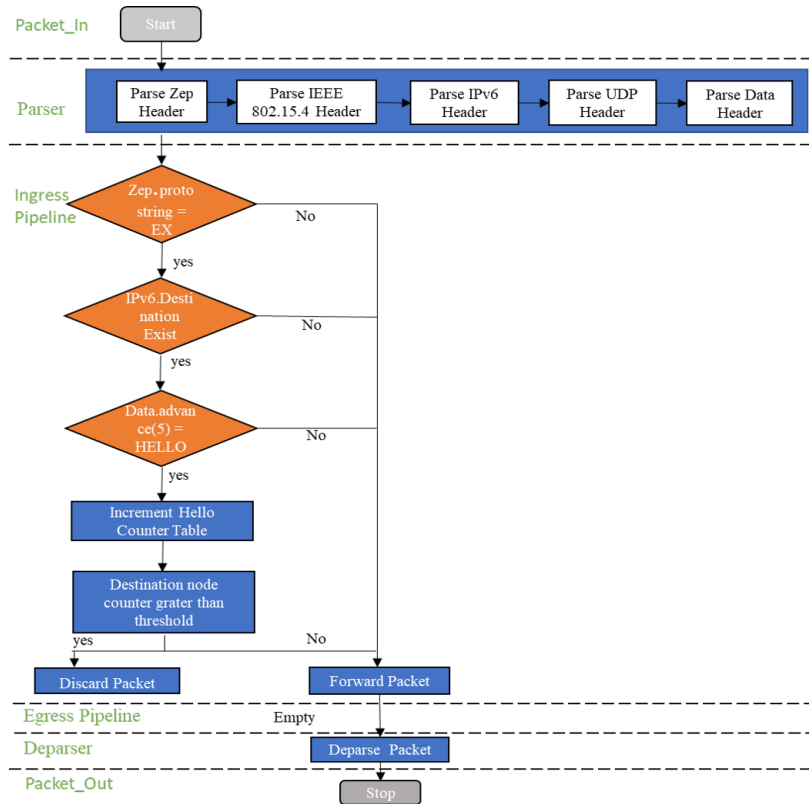 Packet_In
Start
Parser
Parse Zep
Header
Parse IEEE
802.15.4 Header
Parse IPv6
Header
Parse UDP
Header
Parse Data
Header
Ingress
Pipeline
Zep.proto
string =
EX
No
yes
IPv6.Desti
nation
Exist
No
yes
Data.advan
ce(5) =
HELLO
No
yes
Increment Hello
Counter Table
Destination node
counter grater than
threshold
yes
No
Discard Packet
Forward Packet
Egress Pipeline
Empty
Deparser
Deparse Packet
Packet_Out
Stop